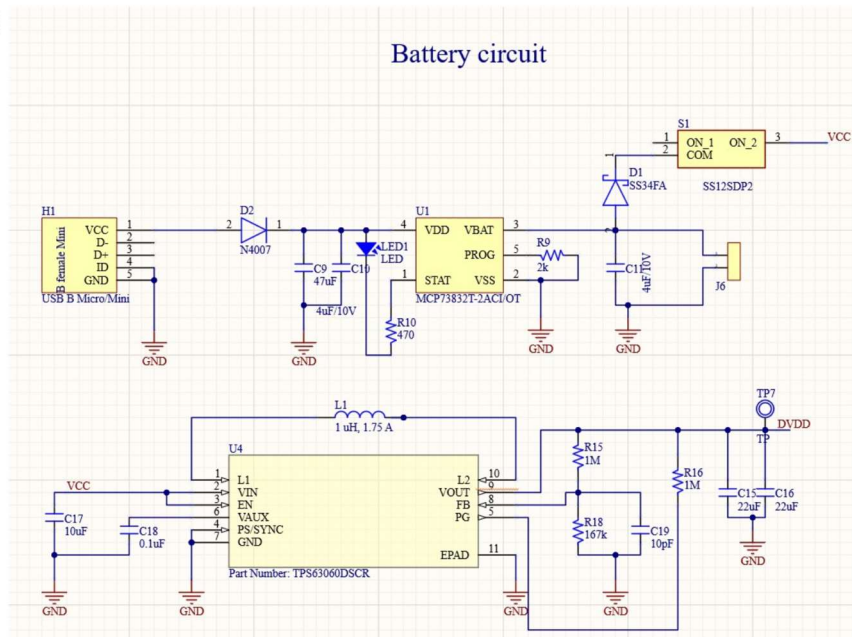 Battery circuit
S1
1 ON_1 ON_2 3 VCC
2 COM
SS12SDP2
1
D1
SS34FA
2
H1
B Female Mini
VCC 1
D- 2
D+ 3
ID 4
GND 5
USB B Micro/Mini
2 D2 1
N4007
C9
47uF
C10
4uF/10V
LED1
LED
U1
4 VDD VBAT 3
PROG 5
1 STAT VSS 2
MCP73832T-2ACI/OT
R9
2k
R10
470
C11
4uF/10V
J6
GND
GND
GND
GND
L1
1 uH, 1.75 A
TP7
TP
DVDD
U4
1 L1 L2 10
2 VIN VOUT 9
3 EN FB 8
6 VAUX PG 5
4 PS/SYNC
7 GND
EPAD 11
Part Number: TPS63060DSCR
VCC
C17
10uF
C18
0.1uF
R15
1M
R16
1M
R18
167k
C19
10pF
C15
22uF
C16
22uF
GND
GND
GND
GND
GND